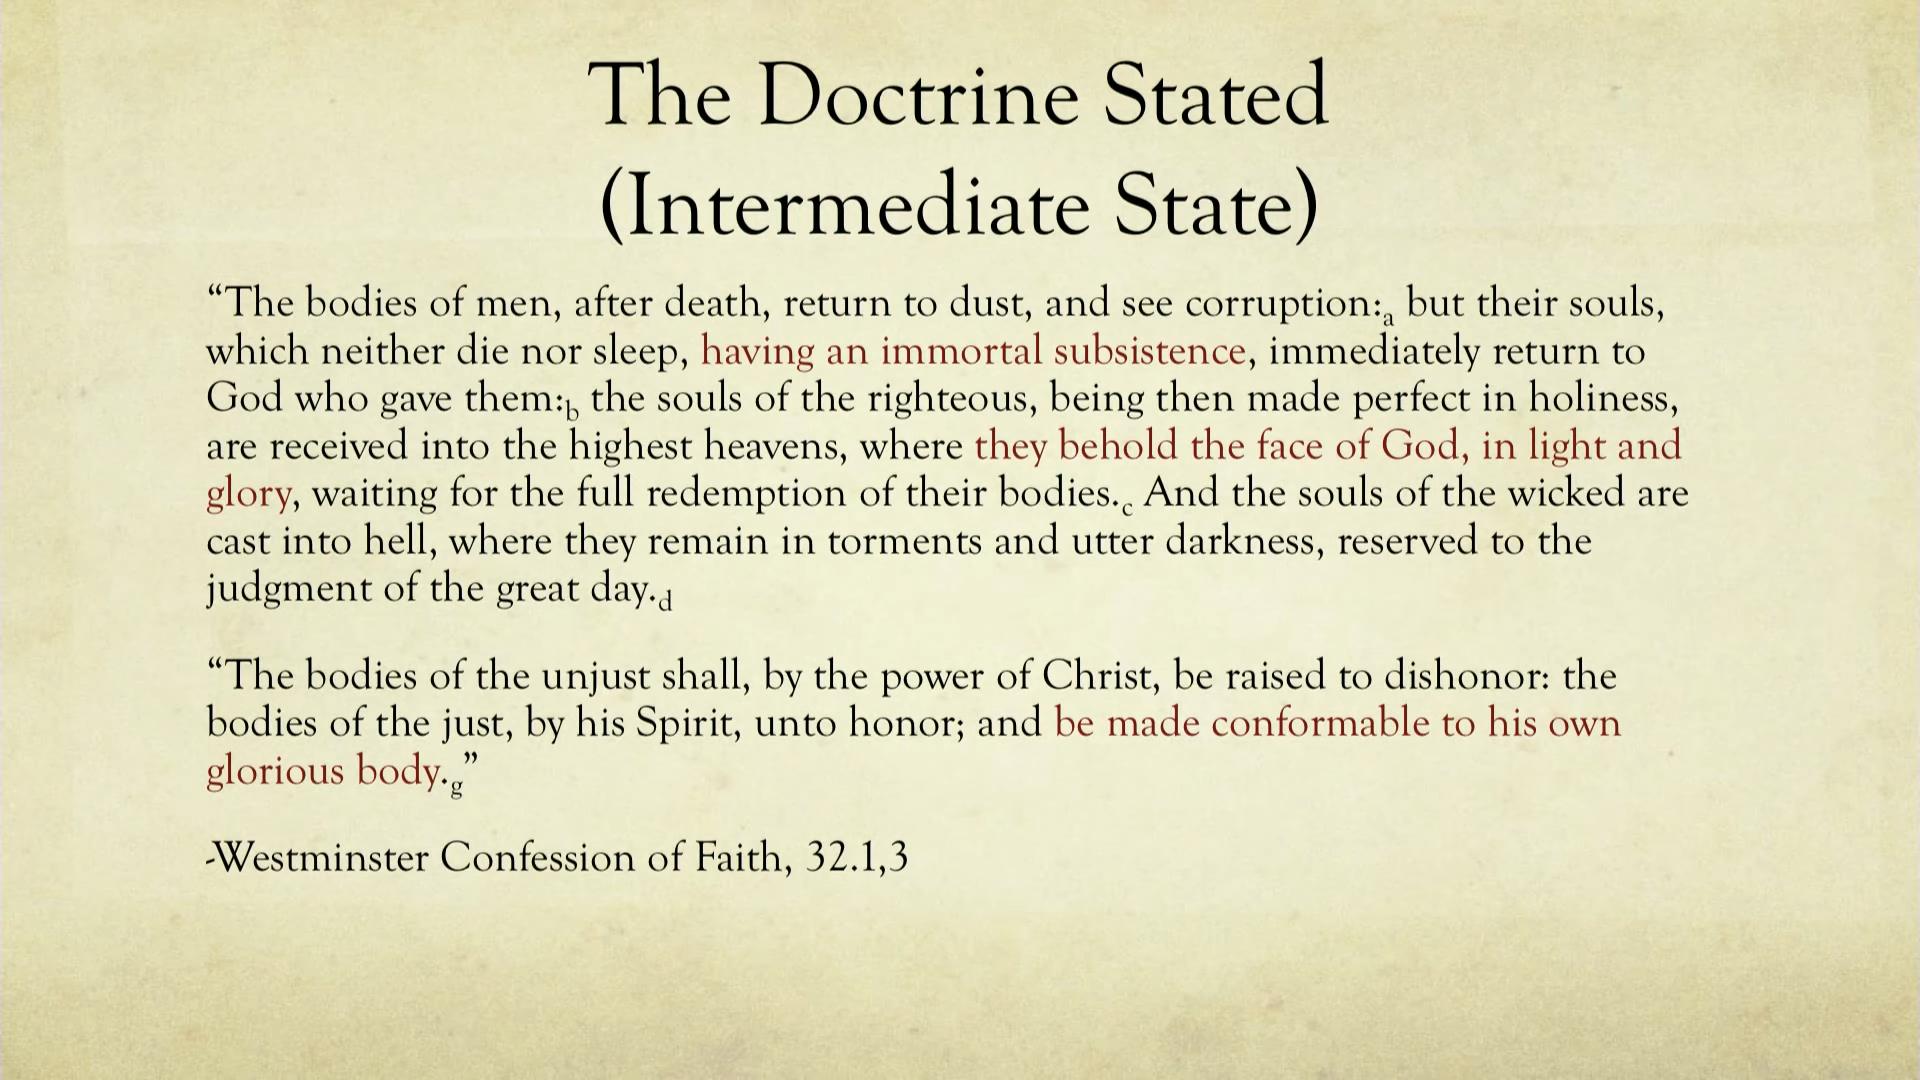 The Doctrine Stated
(Intermediate State)
“The bodies of men, after death, return to dust, and see corruption:a but their souls,
which neither die nor sleep, having an immortal subsistence, immediately return to
God who gave them:b the souls of the righteous, being then made perfect in holiness,
are received into the highest heavens, where they behold the face of God, in light and
glory, waiting for the full redemption of their bodies.c And the souls of the wicked are
cast into hell, where they remain in torments and utter darkness, reserved to the
judgment of the great day.d
“The bodies of the unjust shall, by the power of Christ, be raised to dishonor: the
bodies of the just, by his Spirit, unto honor; and be made conformable to his own
glorious body.g”
-Westminster Confession of Faith, 32.1,3